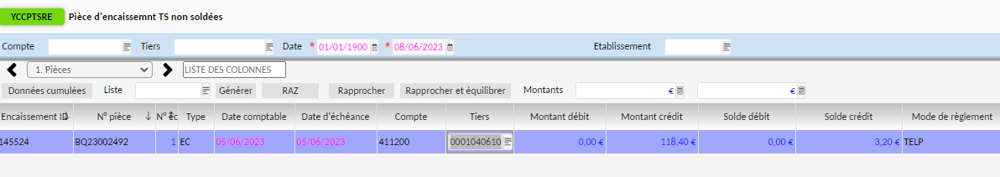 YCCPTSRE Pièce d'encaissemnt TS non soldées
Compte Tiers Date * 01/01/1900 * 08/06/2023 Etablissement
1. Pièces LISTE DES COLONNES
Données cumulées Liste Générer RAZ Rapprocher Rapprocher et équilibrer Montants € €
Encaissement ID N° pièce N° Ec Type Date comptable Date d'échéance Compte Tiers Montant débit Montant crédit Solde débit Solde crédit Mode de règlement
145524 BQ23002492 1 EC 05/06/2023 05/06/2023 411200 0001040610 0,00 € 118,40 € 0,00 € 3,20 € TELP